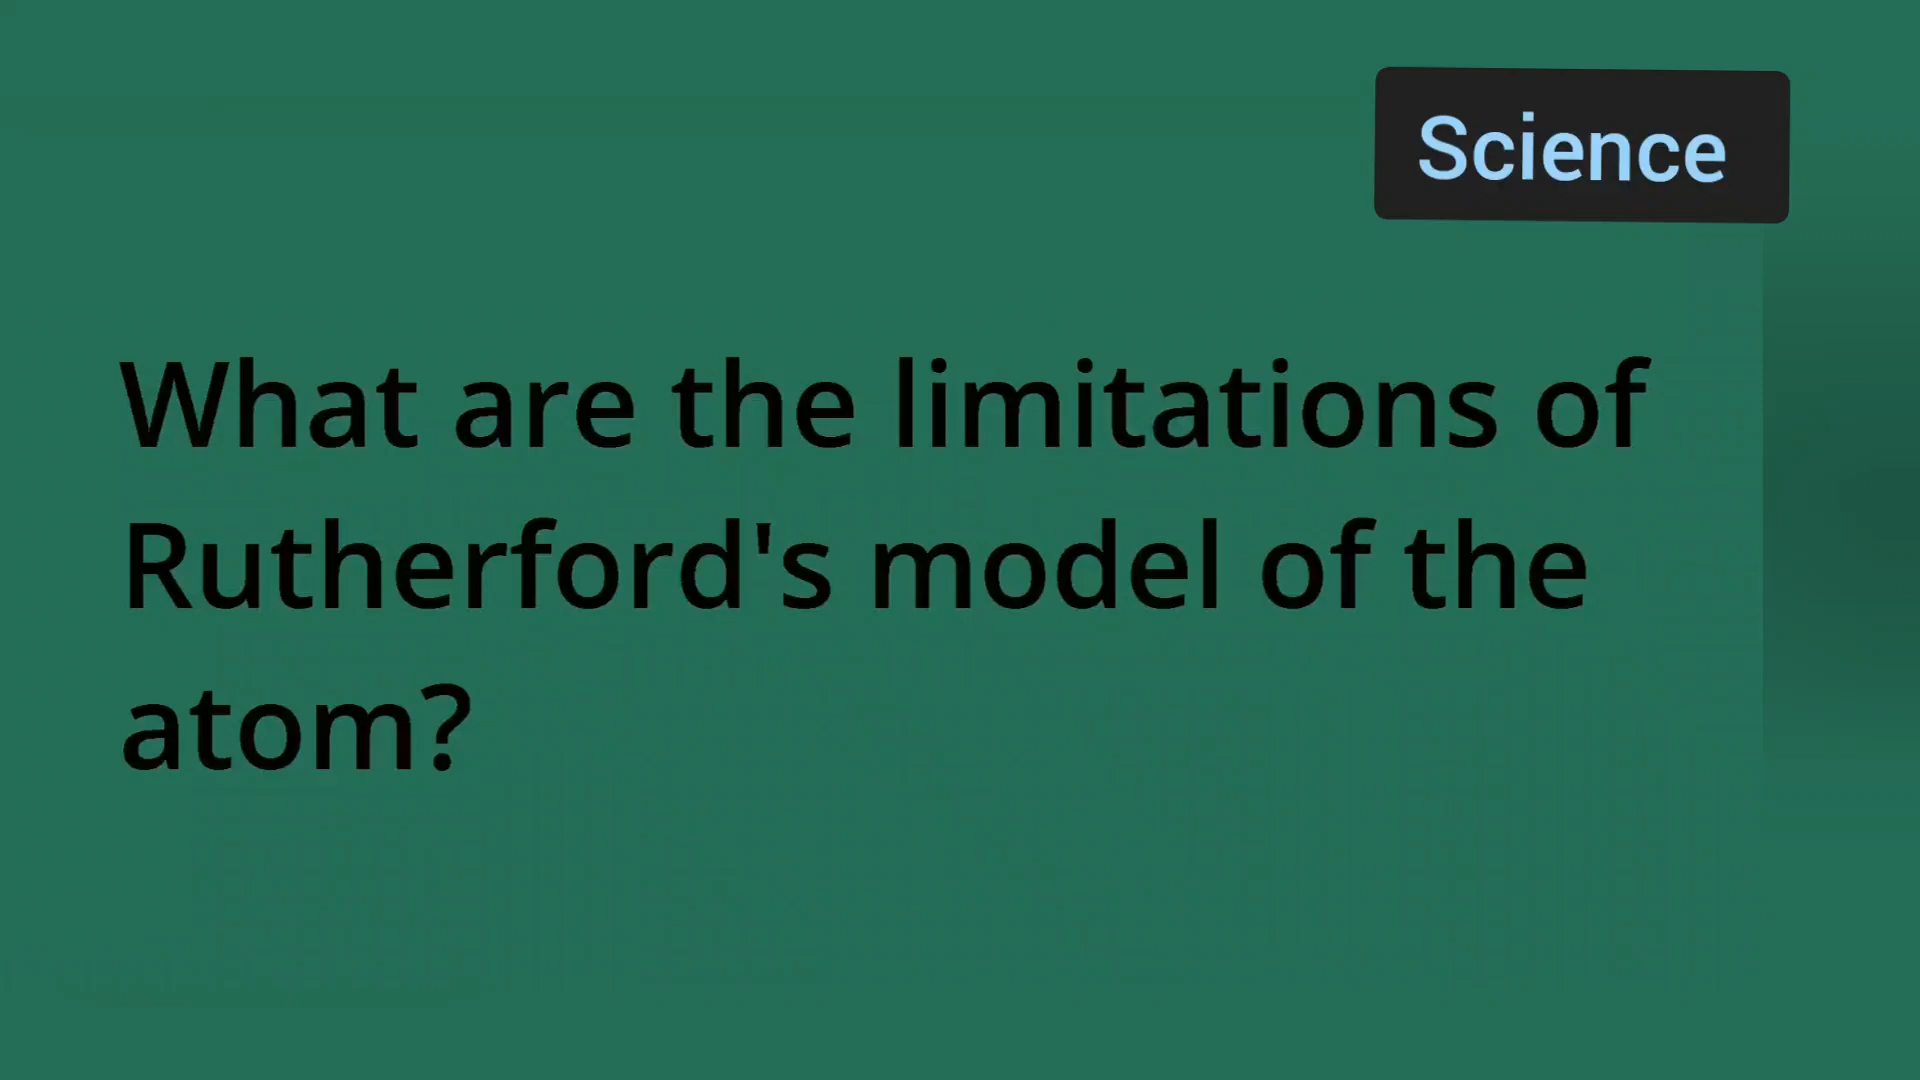 Science
What are the limitations of
Rutherford's model of the
atom?